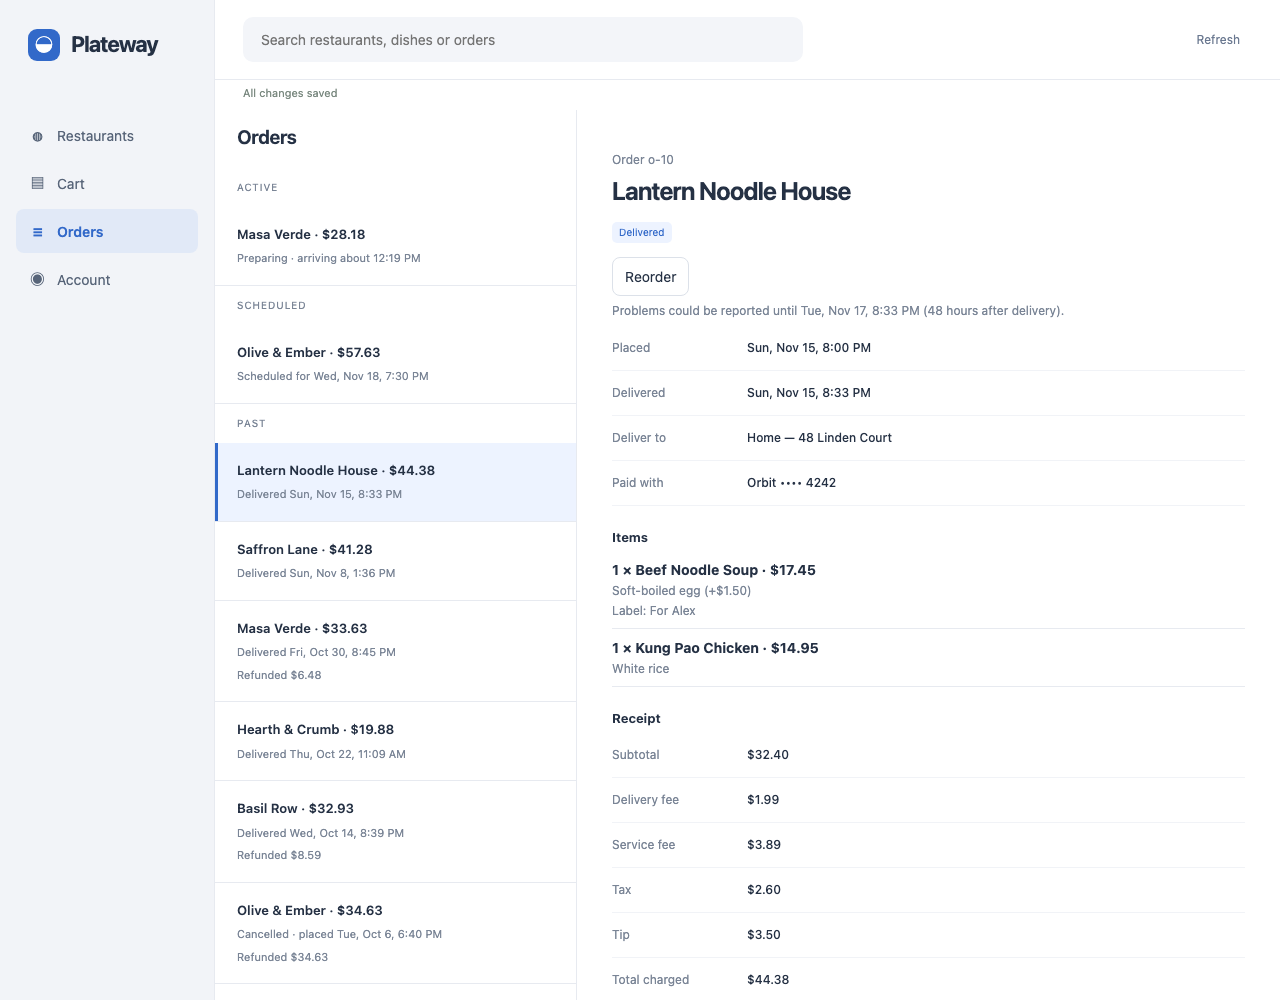 Plateway
Search restaurants, dishes or orders
Refresh
All changes saved
Restaurants
Cart
Orders
Account
Orders
ACTIVE
Masa Verde · $28.18
Preparing · arriving about 12:19 PM
SCHEDULED
Olive & Ember · $57.63
Scheduled for Wed, Nov 18, 7:30 PM
PAST
Lantern Noodle House · $44.38
Delivered Sun, Nov 15, 8:33 PM
Saffron Lane · $41.28
Delivered Sun, Nov 8, 1:36 PM
Masa Verde · $33.63
Delivered Fri, Oct 30, 8:45 PM
Refunded $6.48
Hearth & Crumb · $19.88
Delivered Thu, Oct 22, 11:09 AM
Basil Row · $32.93
Delivered Wed, Oct 14, 8:39 PM
Refunded $8.59
Olive & Ember · $34.63
Cancelled · placed Tue, Oct 6, 6:40 PM
Refunded $34.63
Order o-10
Lantern Noodle House
Delivered
Reorder
Problems could be reported until Tue, Nov 17, 8:33 PM (48 hours after delivery).
Placed Sun, Nov 15, 8:00 PM
Delivered Sun, Nov 15, 8:33 PM
Deliver to Home — 48 Linden Court
Paid with Orbit •••• 4242
Items
1 × Beef Noodle Soup · $17.45
Soft-boiled egg (+$1.50)
Label: For Alex
1 × Kung Pao Chicken · $14.95
White rice
Receipt
Subtotal $32.40
Delivery fee $1.99
Service fee $3.89
Tax $2.60
Tip $3.50
Total charged $44.38